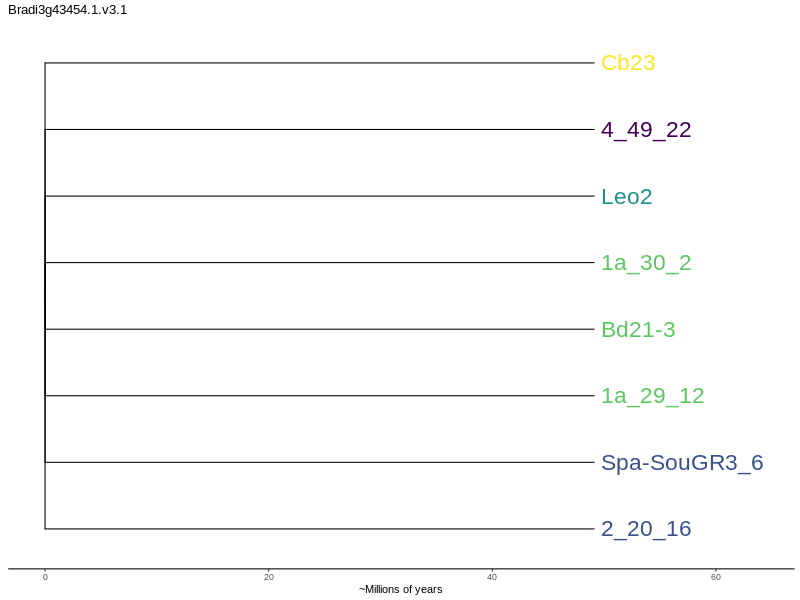 Bradi3g43454.1.v3.1
Cb23
4_49_22
Leo2
1a_30_2
Bd21-3
1a_29_12
Spa-SouGR3_6
2_20_16
0 20 40 60
~Millions of years